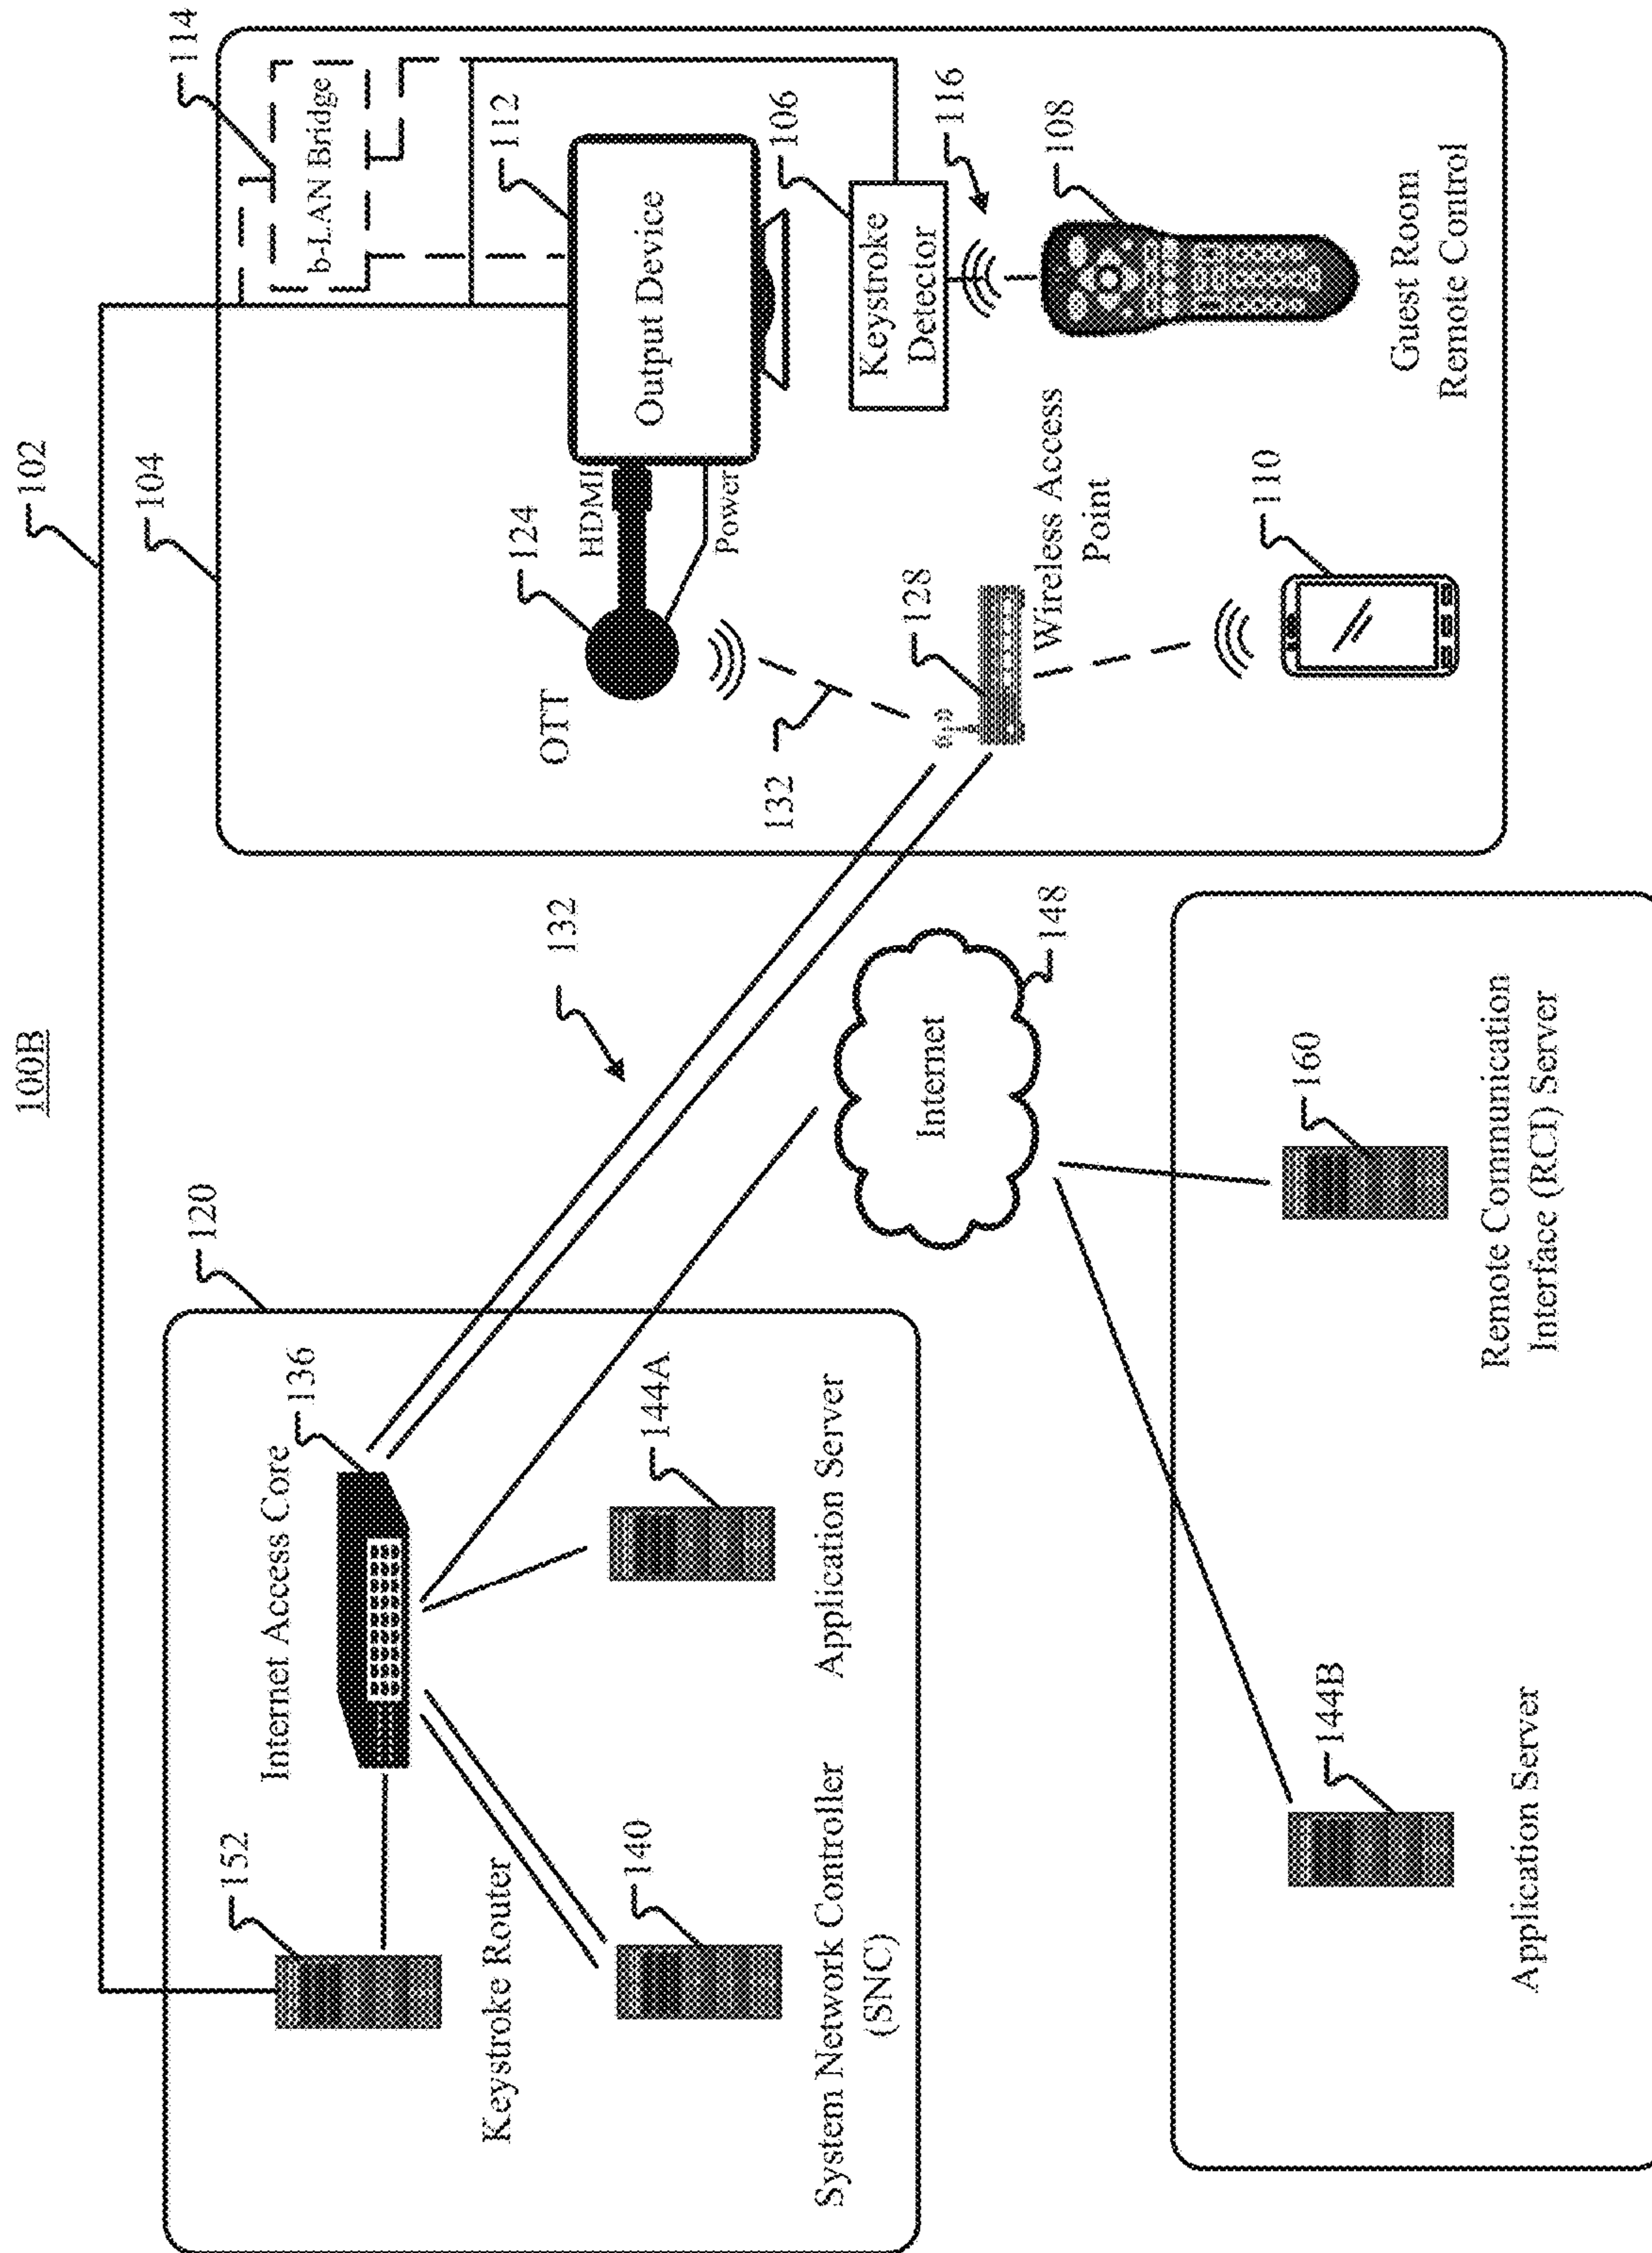 100B
102
104
114
b-LAN Bridge
112
Output Device
HDMI
Power
124
OTT
106
Keystroke
Detector
116
108
Guest Room
Remote Control
132
128
Wireless Access
Point
110
132
120
Internet Access Core
136
152
Keystroke Router
140
System Network Controller
(SNC)
144A
Application Server
148
Internet
144B
Application Server
160
Remote Communication
Interface (RCI) Server